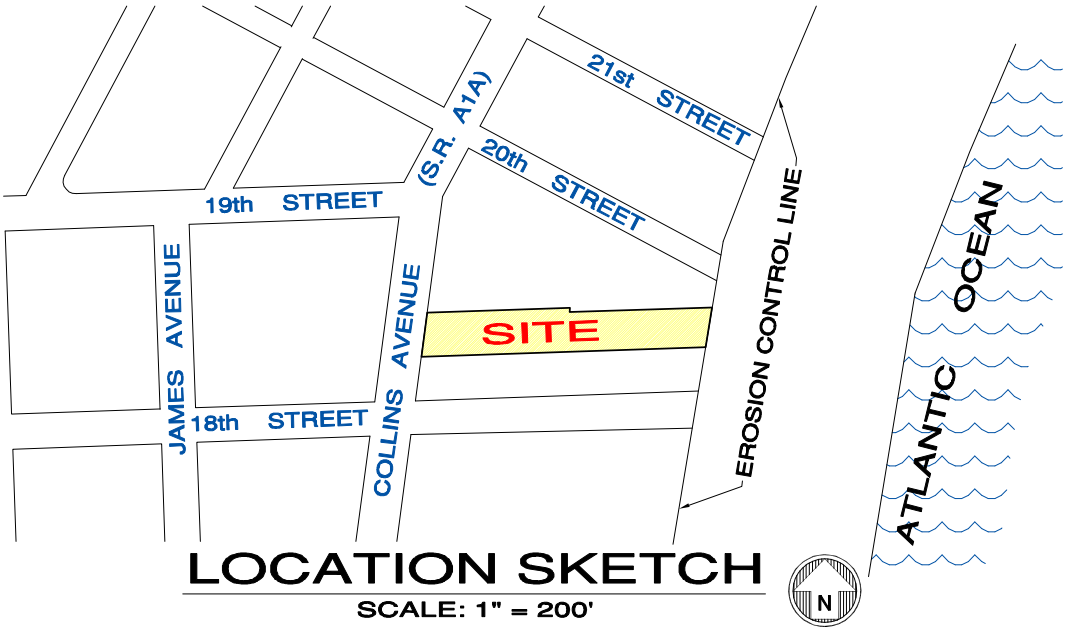 21st STREET
(S.R. A1A)
20th STREET
19th STREET
OCEAN
EROSION CONTROL LINE
JAMES AVENUE
COLLINS AVENUE
SITE
ATLANTIC
18th STREET
LOCATION SKETCH
SCALE: 1" = 200'
N